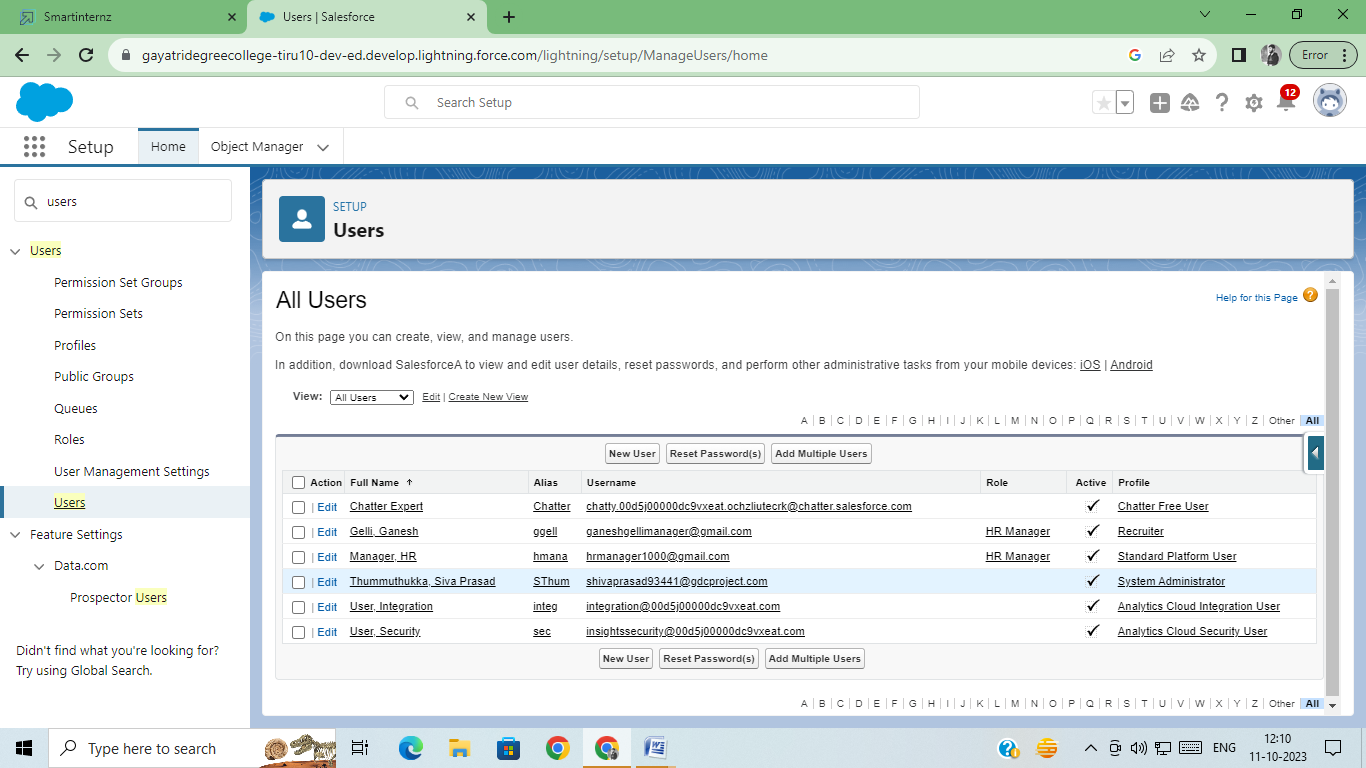 Smartinternz
Users | Salesforce
gayatridegreecollege-tiru10-dev-ed.develop.lightning.force.com/lightning/setup/ManageUsers/home
Error
Search Setup
12
Setup
Home
Object Manager
users
Users
Permission Set Groups
Permission Sets
Profiles
Public Groups
Queues
Roles
User Management Settings
Users
Feature Settings
Data.com
Prospector Users
Didn't find what you're looking for?
Try using Global Search.
SETUP
Users
All Users
Help for this Page
On this page you can create, view, and manage users.
In addition, download SalesforceA to view and edit user details, reset passwords, and perform other administrative tasks from your mobile devices: iOS | Android
View: All Users Edit | Create New View
A | B | C | D | E | F | G | H | I | J | K | L | M | N | O | P | Q | R | S | T | U | V | W | X | Y | Z | Other | All
New User Reset Password(s) Add Multiple Users
Action Full Name ↑ Alias Username Role Active Profile
| Edit Chatter Expert Chatter chatty.00d5j00000dc9vxeat.ochzliutecrk@chatter.salesforce.com ✓ Chatter Free User
| Edit Gelli, Ganesh ggell ganeshgellimanager@gmail.com HR Manager ✓ Recruiter
| Edit Manager, HR hmana hrmanager1000@gmail.com HR Manager ✓ Standard Platform User
| Edit Thummuthukka, Siva Prasad SThum shivaprasad93441@gdcproject.com ✓ System Administrator
| Edit User, Integration integ integration@00d5j00000dc9vxeat.com ✓ Analytics Cloud Integration User
| Edit User, Security sec insightssecurity@00d5j00000dc9vxeat.com ✓ Analytics Cloud Security User
New User Reset Password(s) Add Multiple Users
A | B | C | D | E | F | G | H | I | J | K | L | M | N | O | P | Q | R | S | T | U | V | W | X | Y | Z | Other | All
Type here to search
ENG
12:10
11-10-2023